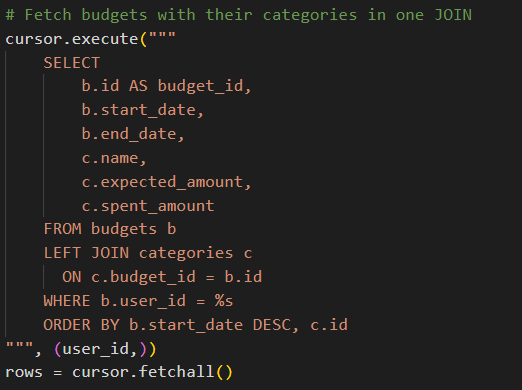 # Fetch budgets with their categories in one JOIN
cursor.execute("""
    SELECT
        b.id AS budget_id,
        b.start_date,
        b.end_date,
        c.name,
        c.expected_amount,
        c.spent_amount
    FROM budgets b
    LEFT JOIN categories c
      ON c.budget_id = b.id
    WHERE b.user_id = %s
    ORDER BY b.start_date DESC, c.id
""", (user_id,))
rows = cursor.fetchall()